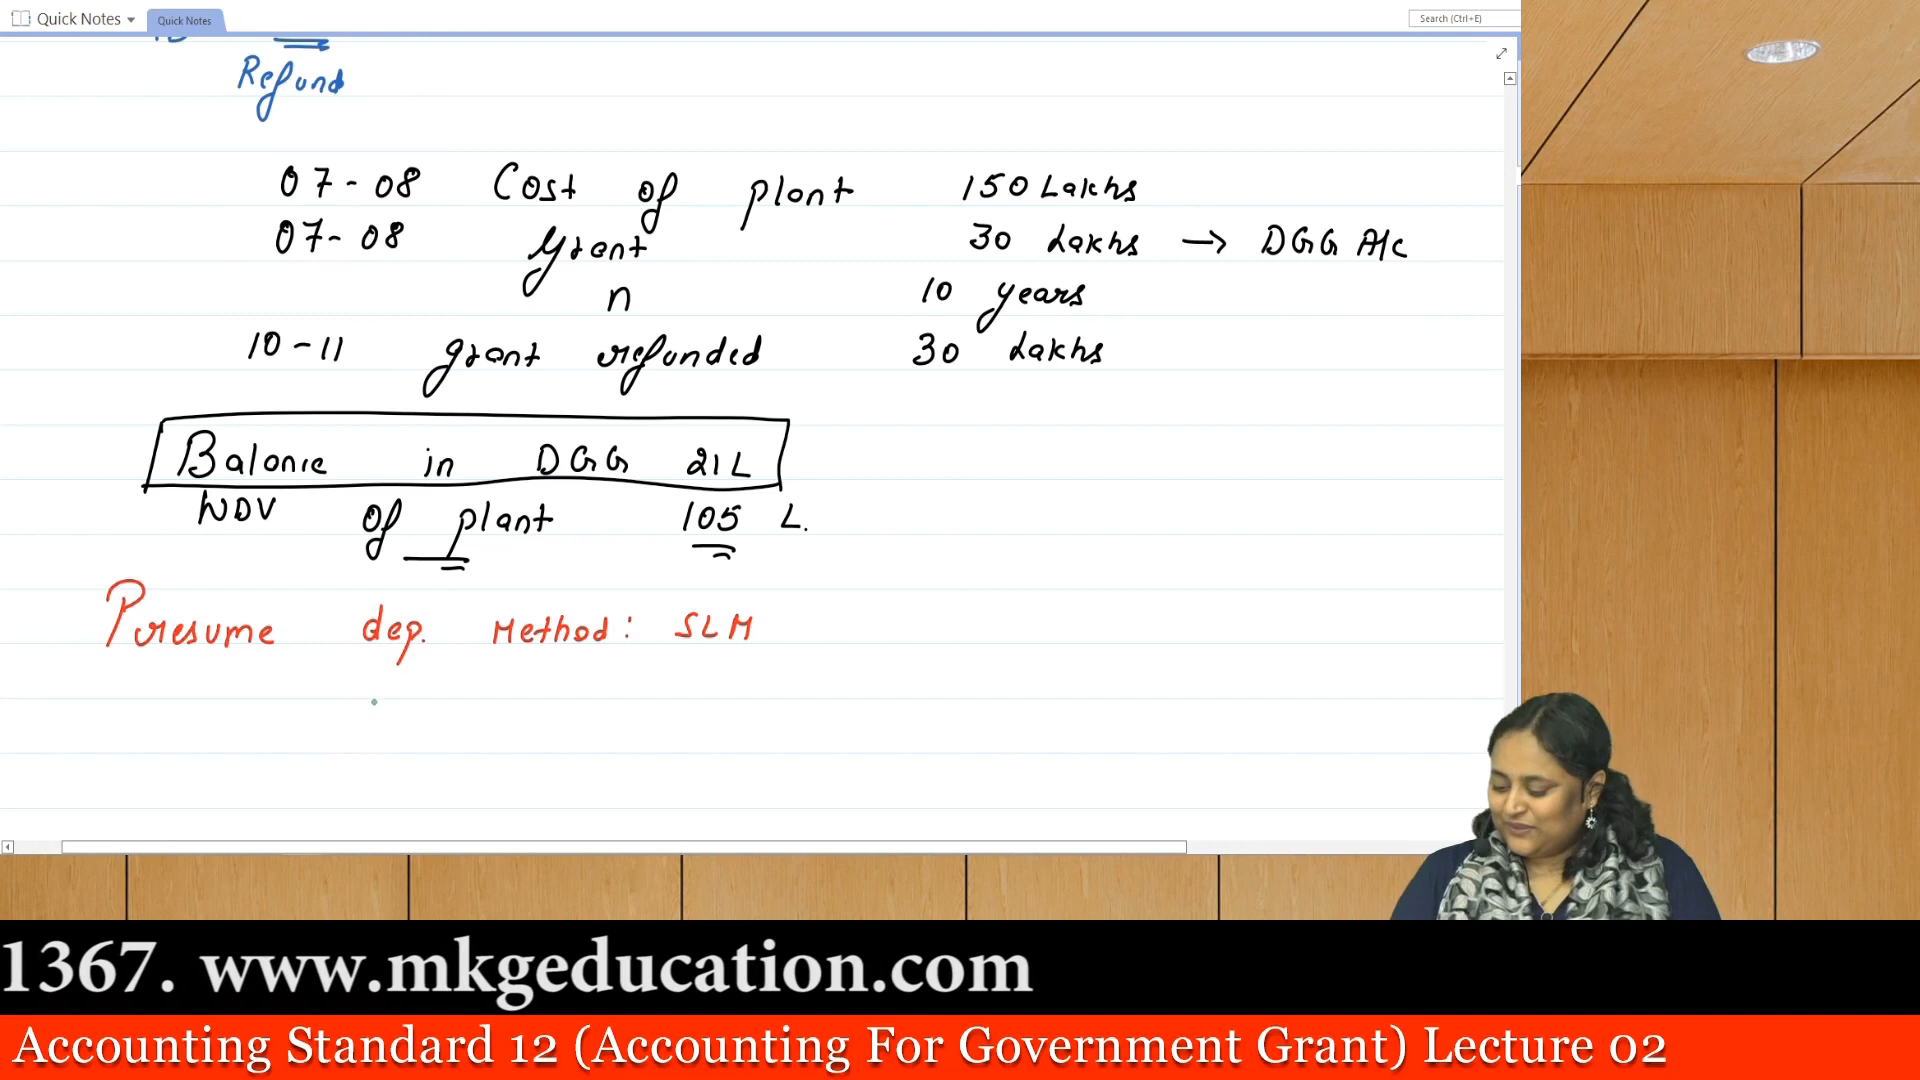 Quick Notes
Quick Notes
Search (Ctrl+E)
Refund
07-08 Cost of plant 150 Lakhs
07-08 Grant 30 Lakhs → DGG A/c
n 10 years
10-11 grant refunded 30 Lakhs
Balance in DGG 21 L
WDV of plant 105 L.
Presume dep. Method: SLM
1367. www.mkgeducation.com
Accounting Standard 12 (Accounting For Government Grant) Lecture 02